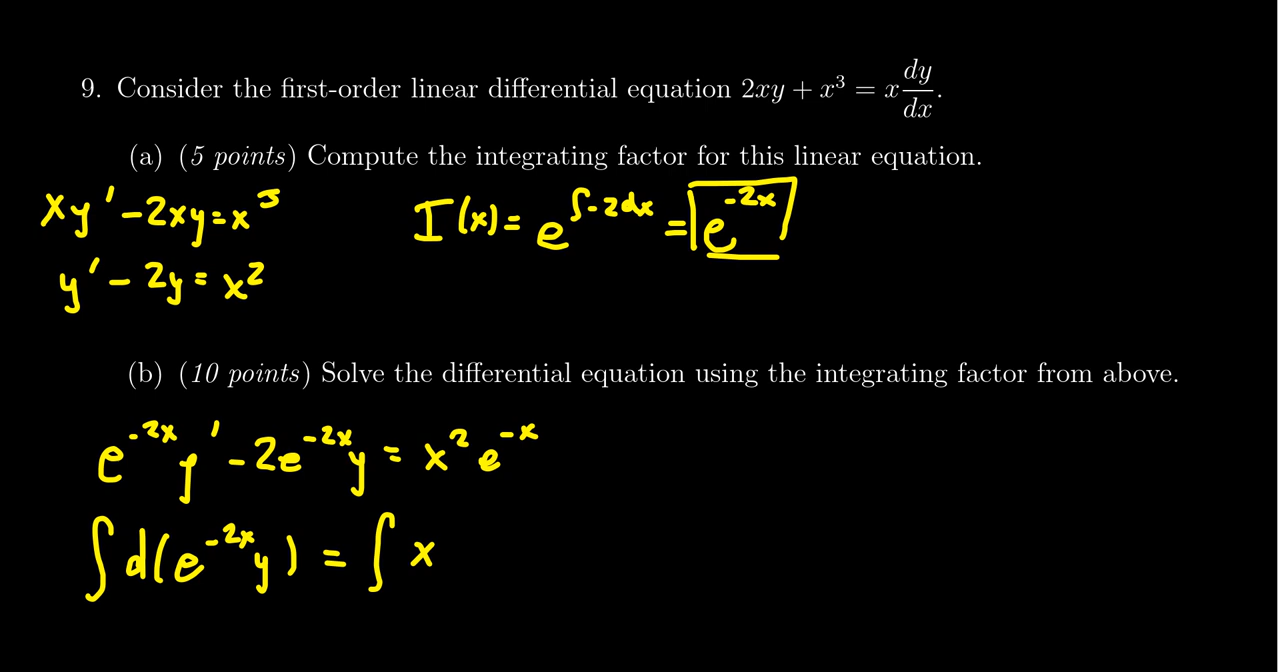 9. Consider the first-order linear differential equation 2xy + x³ = x dy/dx.
(a) (5 points) Compute the integrating factor for this linear equation.
xy' - 2xy = x³
I(x) = e^{∫-2dx} = e^{-2x}
y' - 2y = x²
(b) (10 points) Solve the differential equation using the integrating factor from above.
e^{-2x} y' - 2e^{-2x} y = x² e^{-x}
∫ d(e^{-2x} y) = ∫ x